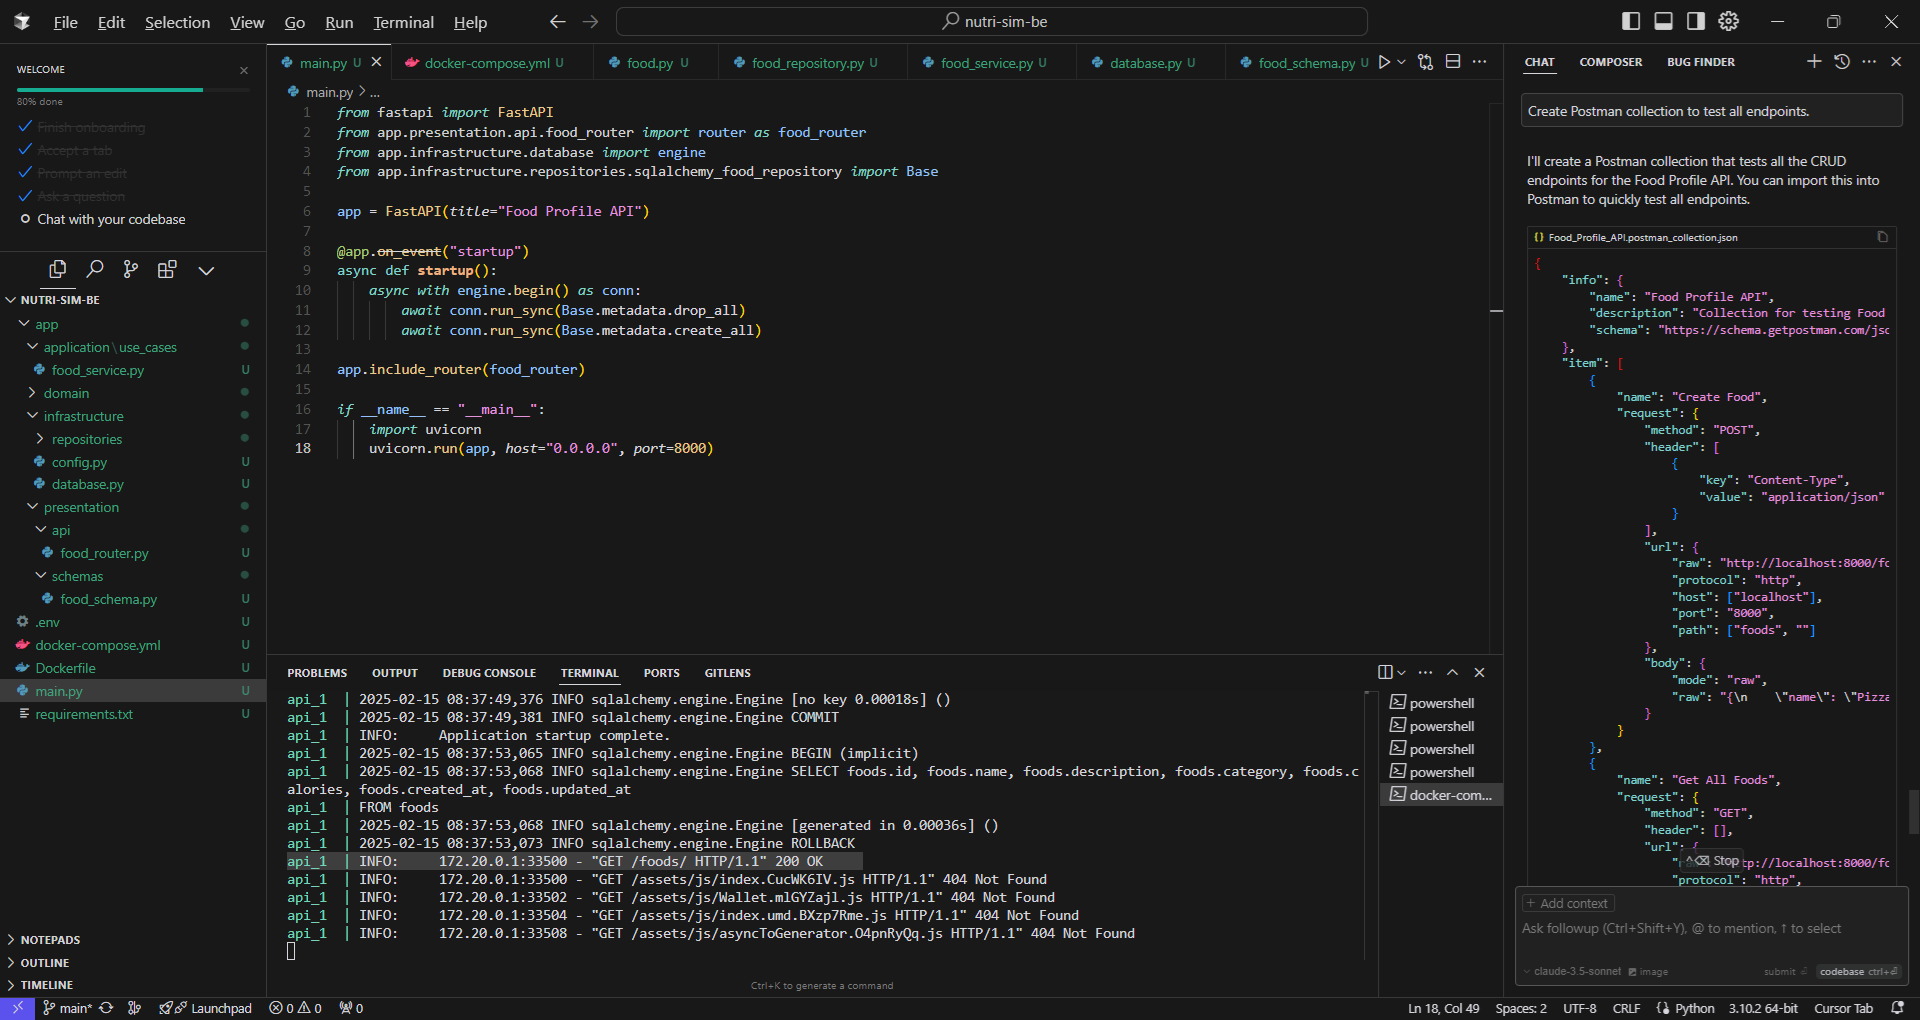 File Edit Selection View Go Run Terminal Help
nutri-sim-be
WELCOME
80% done
Finish onboarding
Accept a tab
Prompt an edit
Ask a question
Chat with your codebase
NUTRI-SIM-BE
app
application\use_cases
food_service.py U
domain
infrastructure
repositories
config.py U
database.py U
presentation
api
food_router.py U
schemas
food_schema.py U
.env U
docker-compose.yml U
Dockerfile U
main.py U
requirements.txt U
NOTEPADS
OUTLINE
TIMELINE
main.py U docker-compose.yml U food.py U food_repository.py U food_service.py U database.py U food_schema.py U
main.py > ...
1 from fastapi import FastAPI
2 from app.presentation.api.food_router import router as food_router
3 from app.infrastructure.database import engine
4 from app.infrastructure.repositories.sqlalchemy_food_repository import Base
5
6 app = FastAPI(title="Food Profile API")
7
8 @app.on_event("startup")
9 async def startup():
10 async with engine.begin() as conn:
11 await conn.run_sync(Base.metadata.drop_all)
12 await conn.run_sync(Base.metadata.create_all)
13
14 app.include_router(food_router)
15
16 if __name__ == "__main__":
17 import uvicorn
18 uvicorn.run(app, host="0.0.0.0", port=8000)
PROBLEMS OUTPUT DEBUG CONSOLE TERMINAL PORTS GITLENS
api_1 | 2025-02-15 08:37:49,376 INFO sqlalchemy.engine.Engine [no key 0.00018s] ()
api_1 | 2025-02-15 08:37:49,381 INFO sqlalchemy.engine.Engine COMMIT
api_1 | INFO: Application startup complete.
api_1 | 2025-02-15 08:37:53,065 INFO sqlalchemy.engine.Engine BEGIN (implicit)
api_1 | 2025-02-15 08:37:53,068 INFO sqlalchemy.engine.Engine SELECT foods.id, foods.name, foods.description, foods.category, foods.c
alories, foods.created_at, foods.updated_at
api_1 | FROM foods
api_1 | 2025-02-15 08:37:53,068 INFO sqlalchemy.engine.Engine [generated in 0.00036s] ()
api_1 | 2025-02-15 08:37:53,073 INFO sqlalchemy.engine.Engine ROLLBACK
api_1 | INFO: 172.20.0.1:33500 - "GET /foods/ HTTP/1.1" 200 OK
api_1 | INFO: 172.20.0.1:33500 - "GET /assets/js/index.CucWK6IV.js HTTP/1.1" 404 Not Found
api_1 | INFO: 172.20.0.1:33502 - "GET /assets/js/Wallet.mlGYZajl.js HTTP/1.1" 404 Not Found
api_1 | INFO: 172.20.0.1:33504 - "GET /assets/js/index.umd.BXzp7Rme.js HTTP/1.1" 404 Not Found
api_1 | INFO: 172.20.0.1:33508 - "GET /assets/js/asyncToGenerator.O4pnRyQq.js HTTP/1.1" 404 Not Found
Ctrl+K to generate a command
powershell
powershell
powershell
powershell
docker-com...
CHAT COMPOSER BUG FINDER
Create Postman collection to test all endpoints.
I'll create a Postman collection that tests all the CRUD
endpoints for the Food Profile API. You can import this into
Postman to quickly test all endpoints.
Food_Profile_API.postman_collection.json
{
"info": {
"name": "Food Profile API",
"description": "Collection for testing Food
"schema": "https://schema.getpostman.com/jsc
},
"item": [
{
"name": "Create Food",
"request": {
"method": "POST",
"header": [
{
"key": "Content-Type",
"value": "application/json"
}
],
"url": {
"raw": "http://localhost:8000/fo
"protocol": "http",
"host": ["localhost"],
"port": "8000",
"path": ["foods", ""]
},
"body": {
"mode": "raw",
"raw": "{\n \"name\": \"Pizza
}
}
},
{
"name": "Get All Foods",
"request": {
"method": "GET",
"header": [],
"url": {
Stop
tp://localhost:8000/fo
"protocol": "http",
+ Add context
Ask followup (Ctrl+Shift+Y), @ to mention, ↑ to select
claude-3.5-sonnet image submit codebase ctrl+⏎
main* Launchpad 0 0 0
Ln 18, Col 49 Spaces: 2 UTF-8 CRLF Python 3.10.2 64-bit Cursor Tab